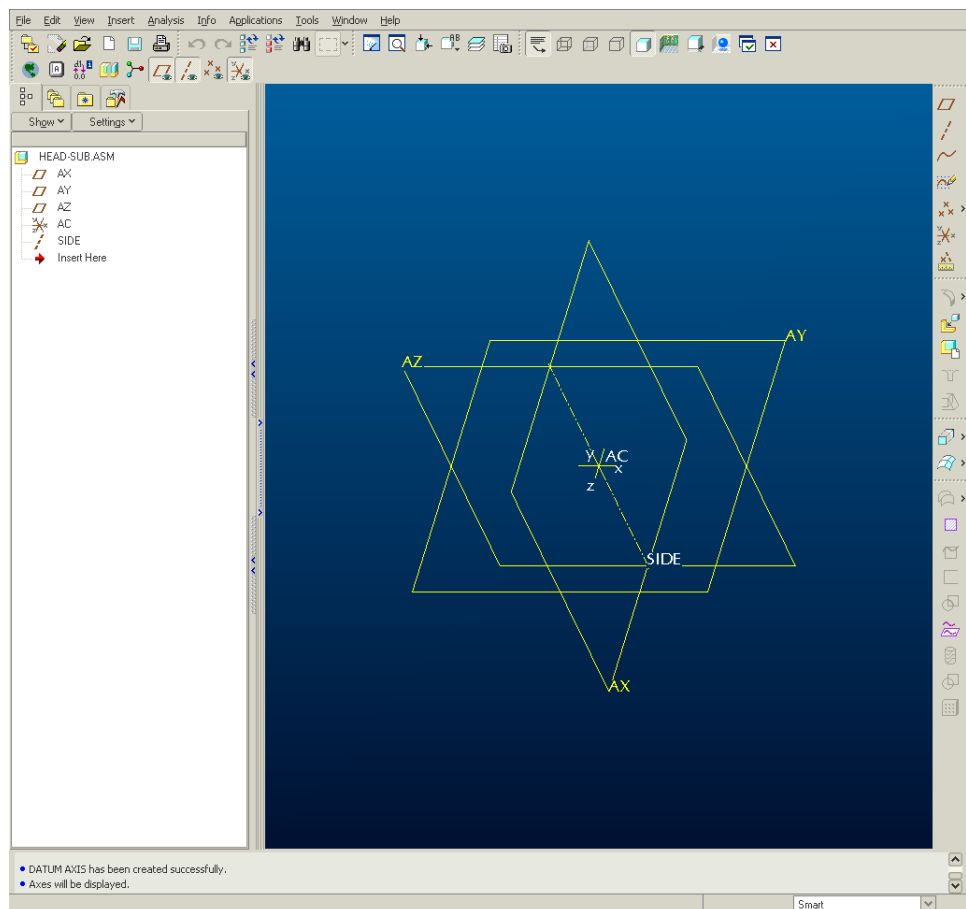 File Edit View Insert Analysis Info Applications Tools Window Help
Show Settings
HEAD-SUB.ASM
AX
AY
AZ
AC
SIDE
Insert Here
AY
AZ
y AC
x
z
SIDE
AX
DATUM AXIS has been created successfully.
Axes will be displayed.
Smart